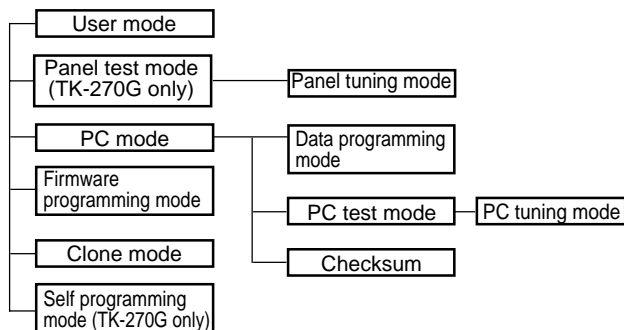 User mode
Panel test mode
(TK-270G only)
Panel tuning mode
PC mode
Data programming
mode
Firmware
programming mode
PC test mode
PC tuning mode
Clone mode
Checksum
Self programming
mode (TK-270G only)